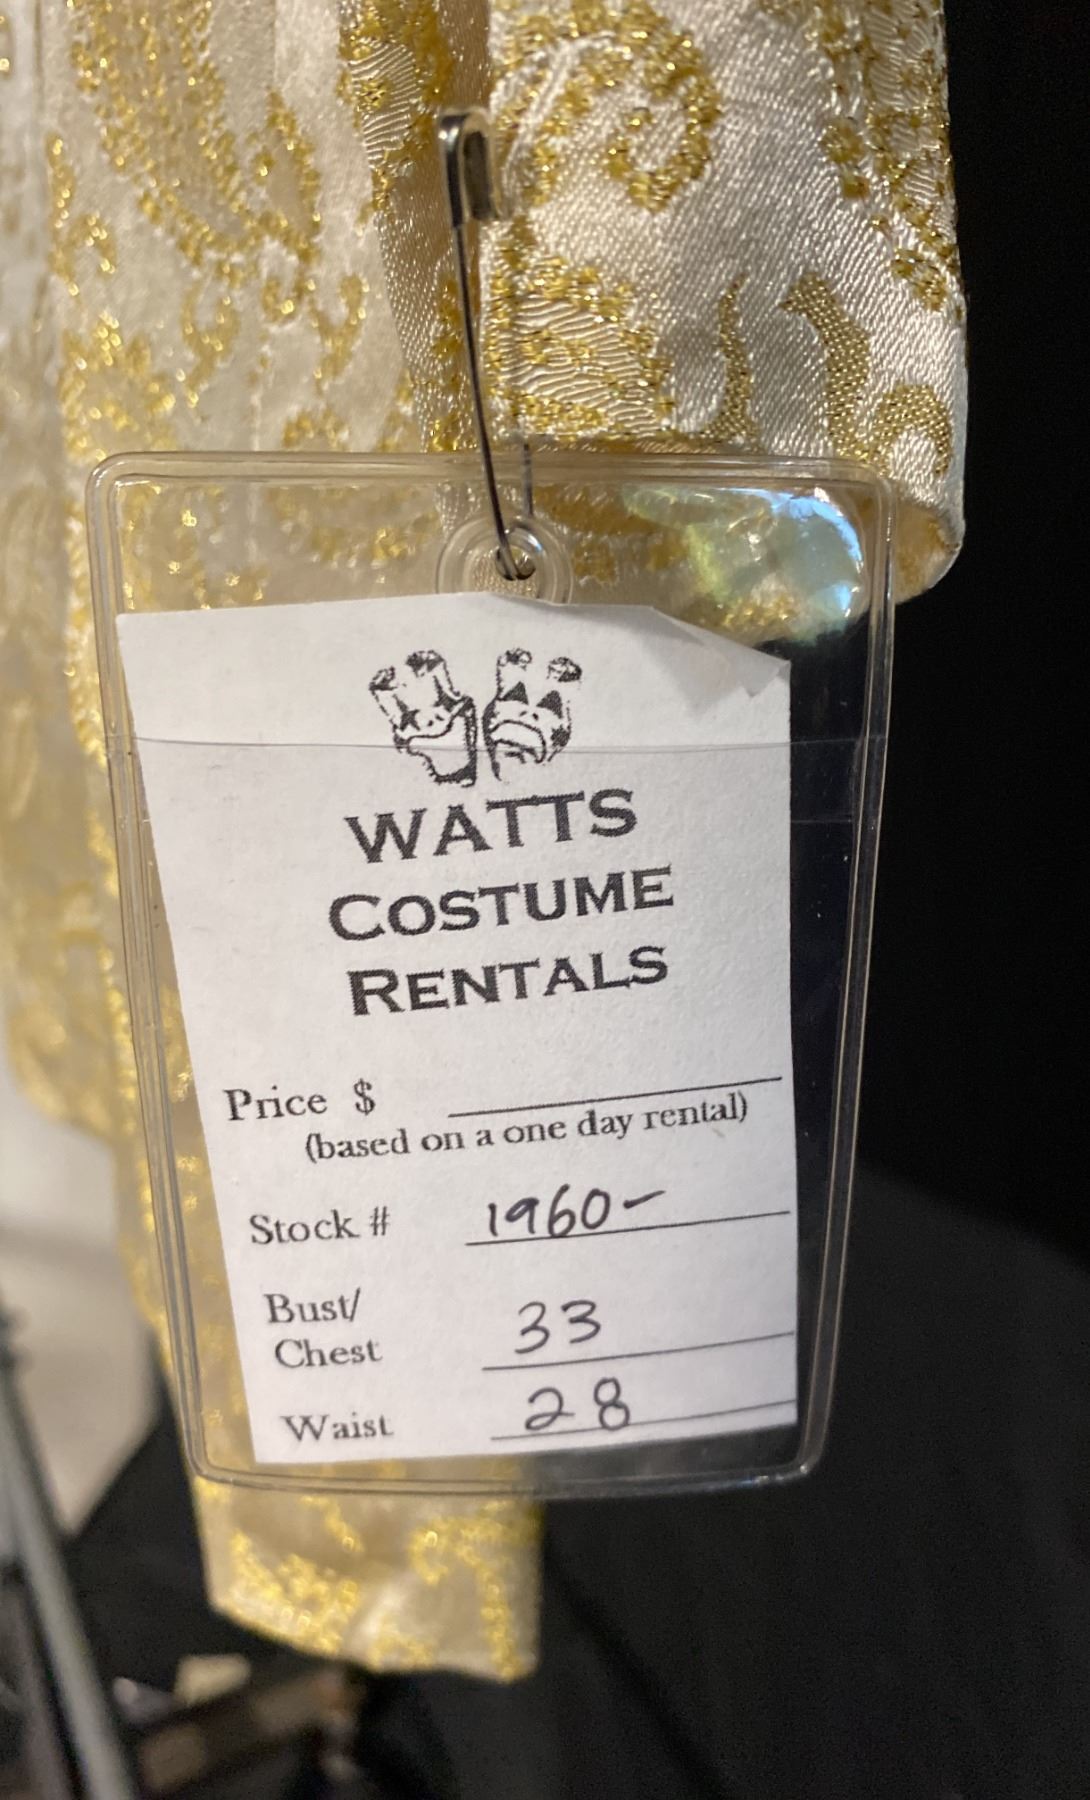 WATTS
COSTUME
RENTALS
Price $
(based on a one day rental)
Stock # 1960-
Bust/
Chest 33
Waist 28